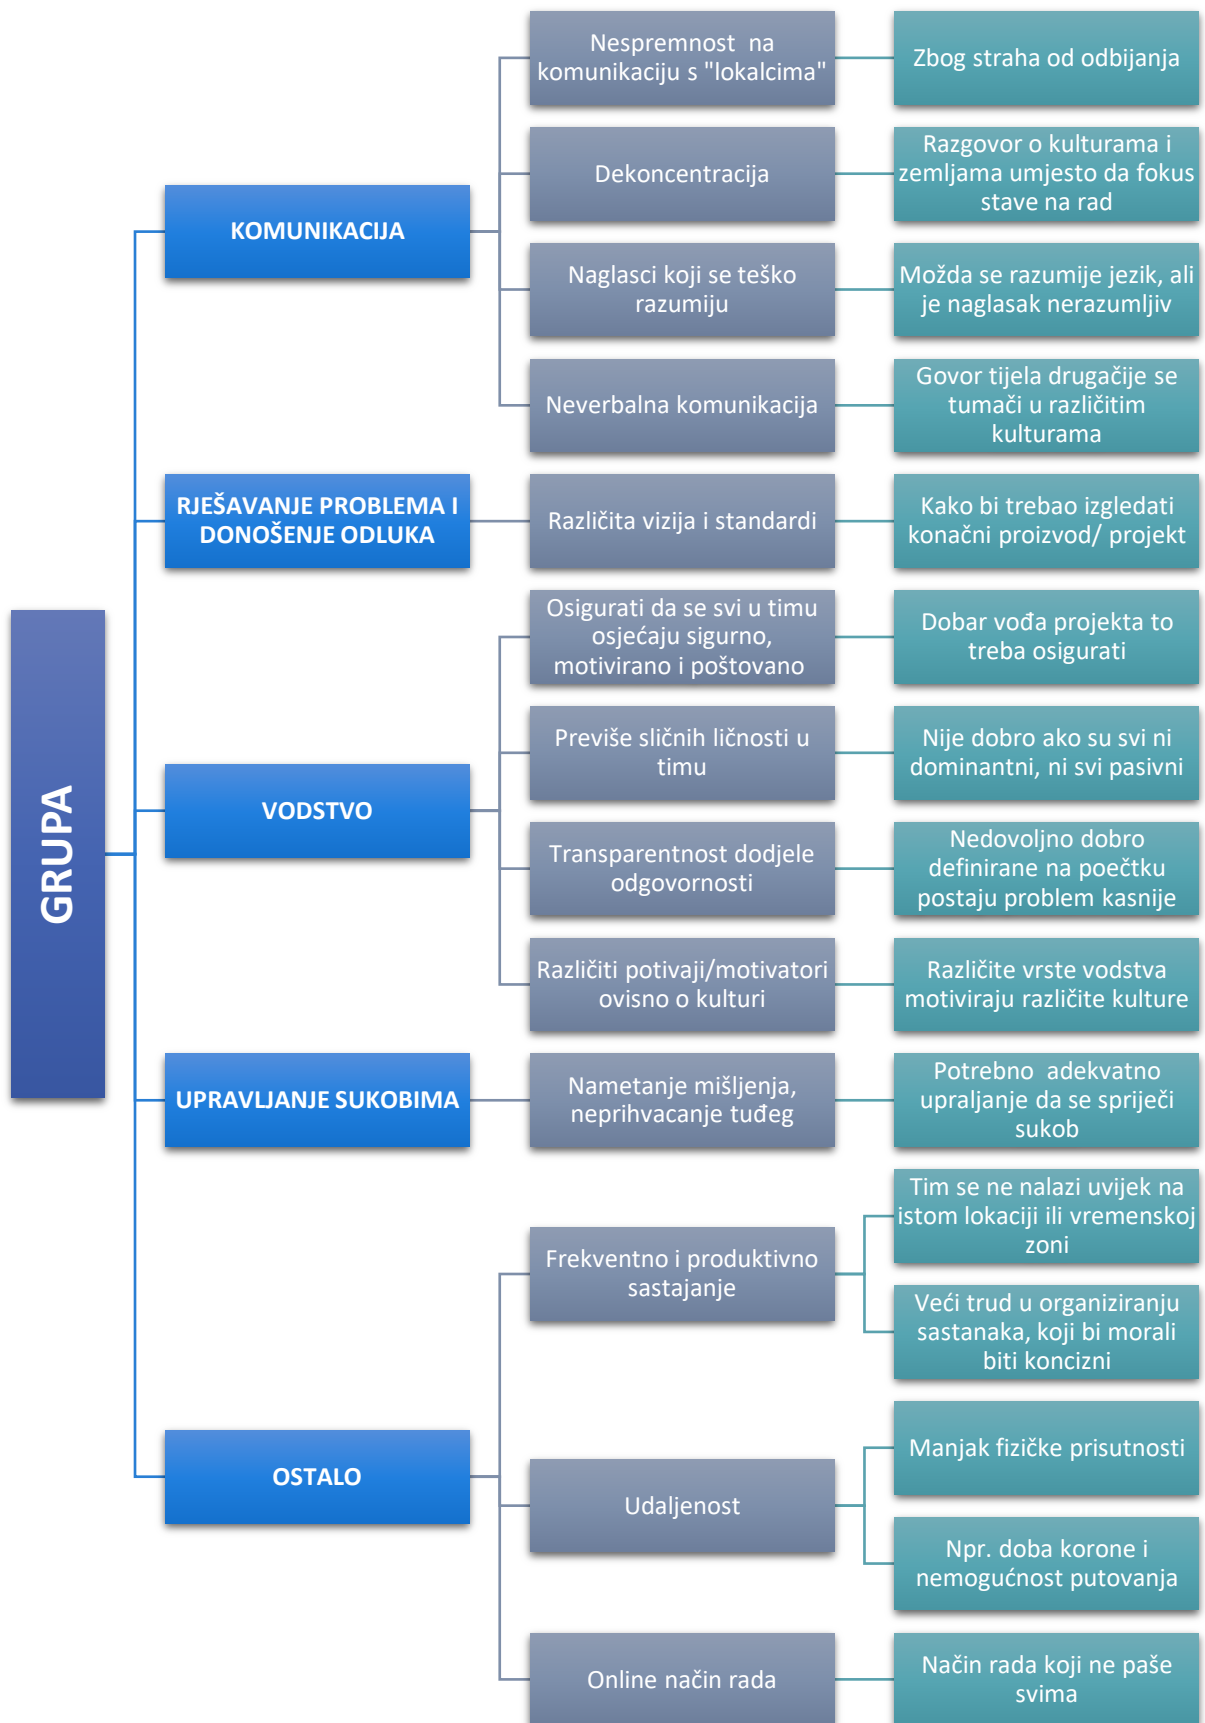 GRUPA
KOMUNIKACIJA
Nespremnost  na
komunikaciju s "lokalcima"
Zbog straha od odbijanja
Dekoncentracija
Razgovor o kulturama i
zemljama umjesto da fokus
stave na rad
Naglasci koji se teško
razumiju
Možda se razumije jezik, ali
je naglasak nerazumljiv
Neverbalna komunikacija
Govor tijela drugačije se
tumači u različitim
kulturama
RJEŠAVANJE PROBLEMA I
DONOŠENJE ODLUKA
Različita vizija i standardi
Kako bi trebao izgledati
konačni proizvod/ projekt
VODSTVO
Osigurati da se svi u timu
osjećaju sigurno,
motivirano i poštovano
Dobar vođa projekta to
treba osigurati
Previše sličnih ličnosti u
timu
Nije dobro ako su svi ni
dominantni, ni svi pasivni
Transparentnost dodjele
odgovornosti
Nedovoljno dobro
definirane na poečtku
postaju problem kasnije
Različiti potivaji/motivatori
ovisno o kulturi
Različite vrste vodstva
motiviraju različite kulture
UPRAVLJANJE SUKOBIMA
Nametanje mišljenja,
neprihvacanje tuđeg
Potrebno  adekvatno
upraljanje da se spriječi
sukob
OSTALO
Frekventno i produktivno
sastajanje
Tim se ne nalazi uvijek na
istom lokaciji ili vremenskoj
zoni
Veći trud u organiziranju
sastanaka, koji bi morali
biti koncizni
Udaljenost
Manjak fizičke prisutnosti
Npr. doba korone i
nemogućnost putovanja
Online način rada
Način rada koji ne paše
svima